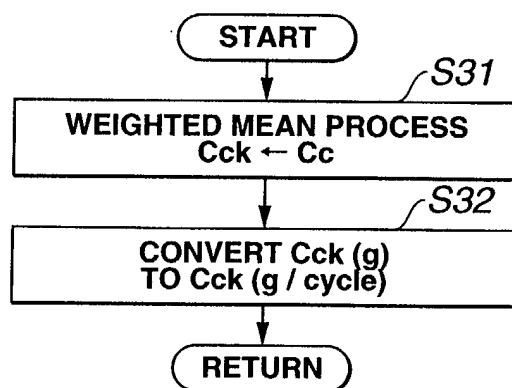 START
S31
WEIGHTED MEAN PROCESS
Cck ← Cc
S32
CONVERT Cck (g)
TO Cck (g / cycle)
RETURN